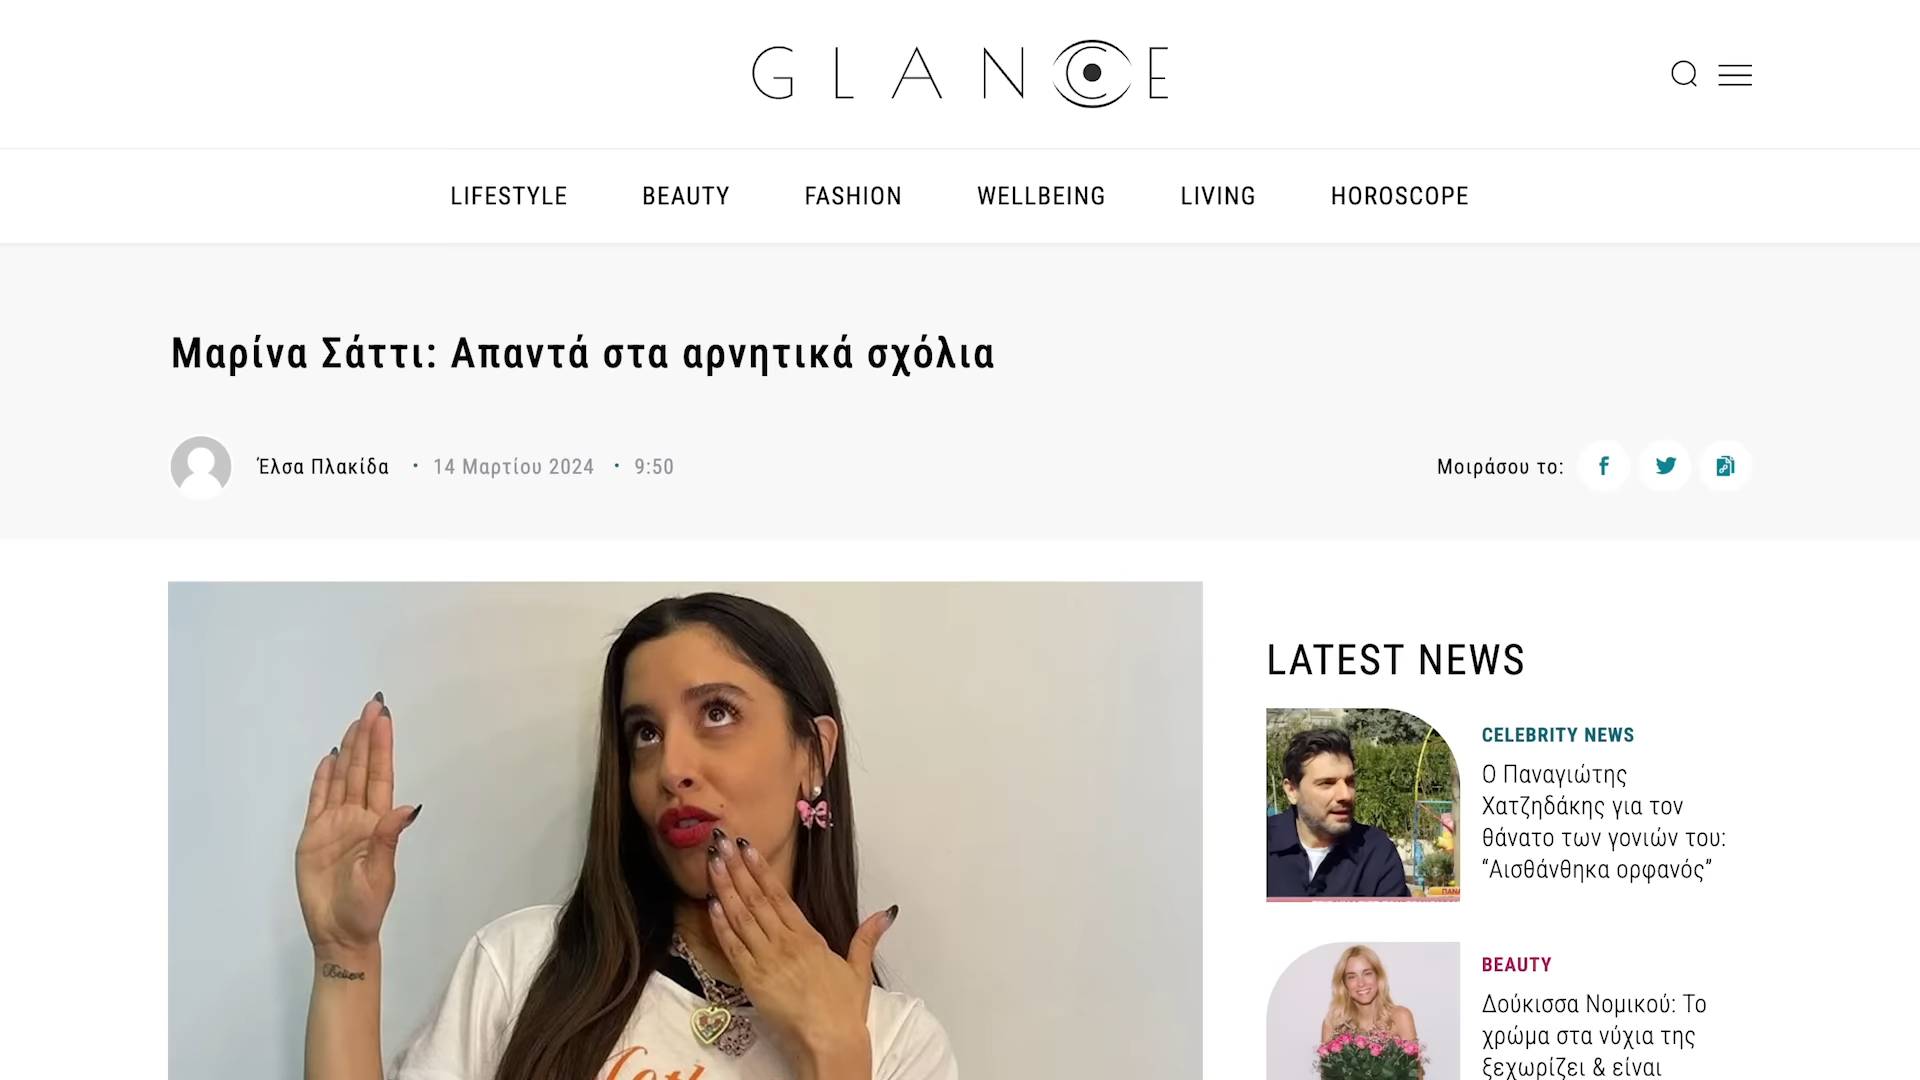 GLANCE
LIFESTYLE BEAUTY FASHION WELLBEING LIVING HOROSCOPE
Μαρίνα Σάττι: Απαντά στα αρνητικά σχόλια
Έλσα Πλακίδα • 14 Μαρτίου 2024 • 9:50
Μοιράσου το:
Believe
LATEST NEWS
CELEBRITY NEWS
Ο Παναγιώτης
Χατζηδάκης για τον
θάνατο των γονιών του:
“Αισθάνθηκα ορφανός”
BEAUTY
Δούκισσα Νομικού: Το
χρώμα στα νύχια της
ξεχωρίζει & είναι